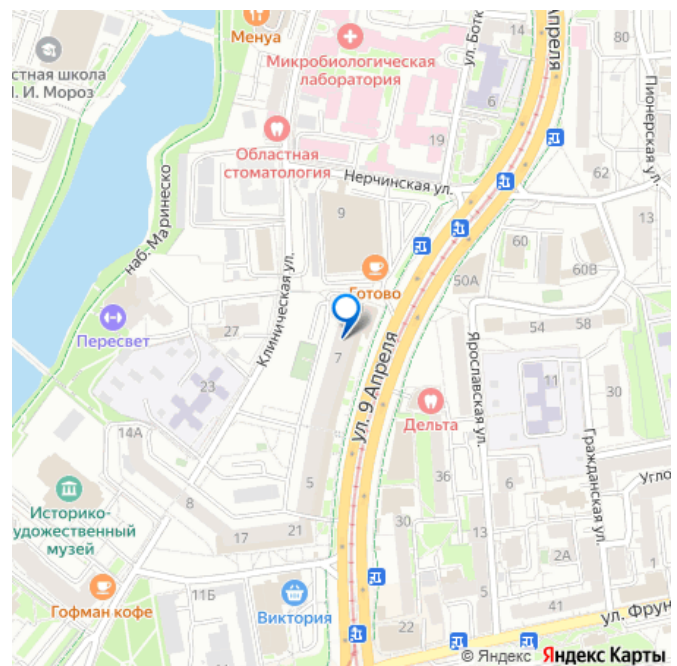 Менуа
Микробиологическая
лаборатория
ул. Ботк
14
Апреля
80
стная школа
. И. Мороз
6
Пионерская ул.
19
Областная
стоматология
Нерчинская ул.
62
наб. Маринеско
9
13
60
Готово
50А
60В
Клиническая ул.
Пересвет
27
54
58
7
ул. 9 Апреля
Ярославская ул.
23
11
30
Дельта
14А
Гражданская ул.
36
Угло
8
5
6
Историко-
удожественный
музей
17
21
30
13
2А
1
Гофман кофе
11Б
Виктория
5
41
ул. Фрун
22
© Яндекс Яндекс Карты